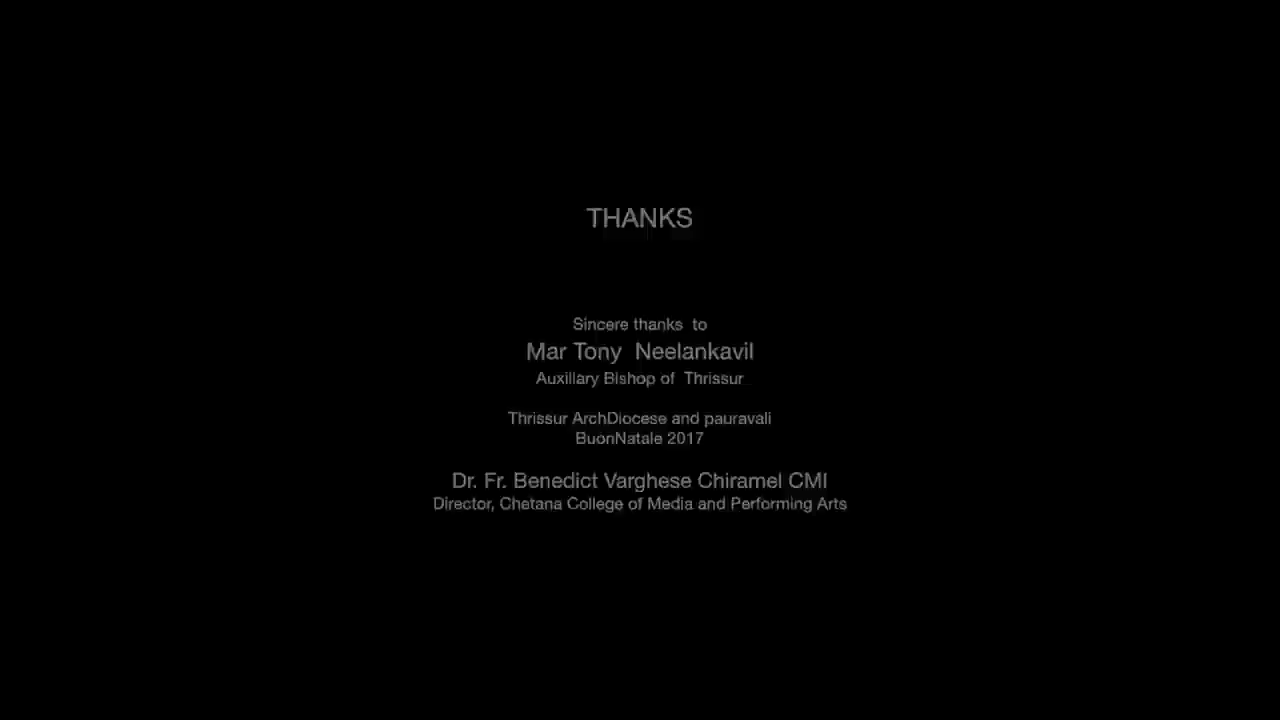 THANKS
Sincere thanks to
Mar Tony Neelankavil
Auxillary Bishop of Thrissur
Thrissur ArchDiocese and pauravali
BuonNatale 2017
Dr. Fr. Benedict Varghese Chiramel CMI
Director, Chetana College of Media and Performing Arts